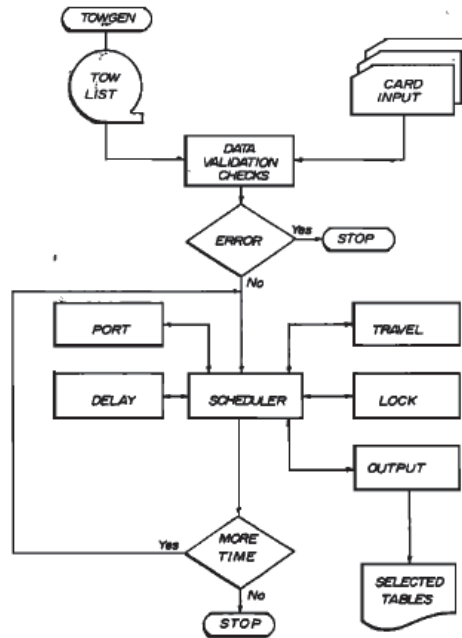 TOWGEN
TOW
LIST
CARD
INPUT
DATA
VALIDATION
CHECKS
ERROR
Yes
STOP
No
PORT
TRAVEL
DELAY
SCHEDULER
LOCK
OUTPUT
Yes
MORE
TIME
No
SELECTED
TABLES
STOP